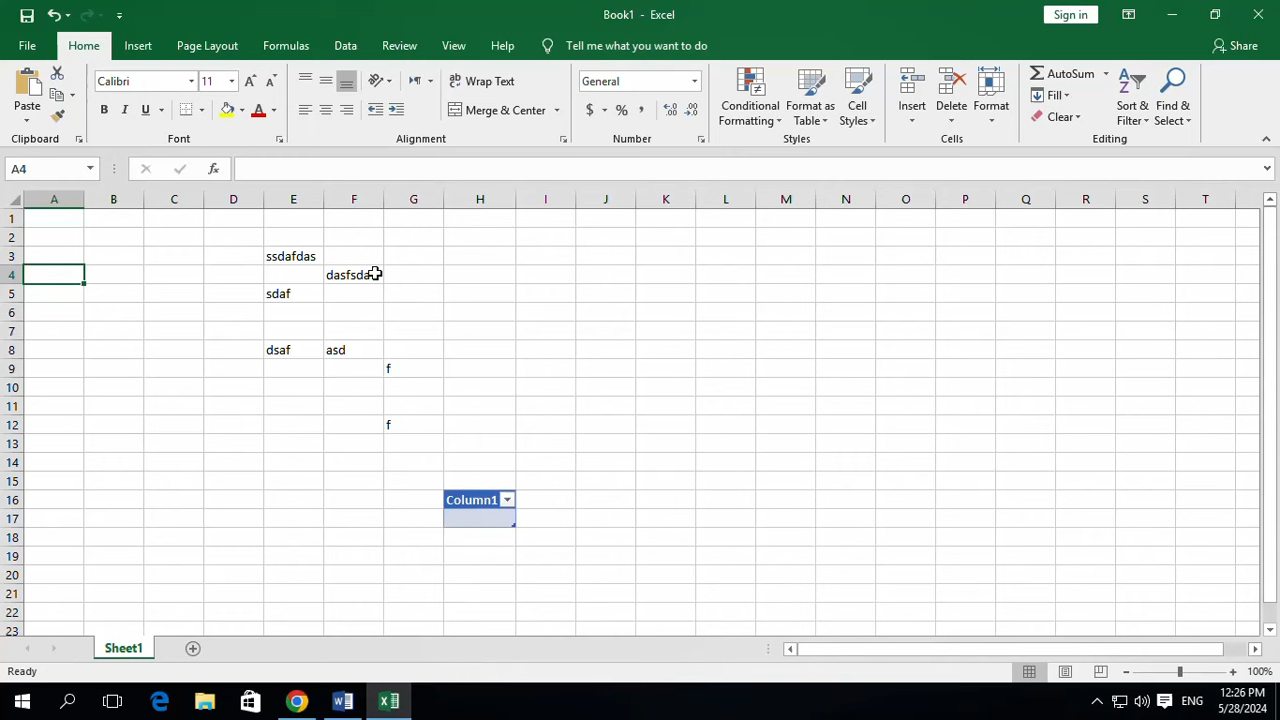 Book1 - Excel
Sign in
File Home Insert Page Layout Formulas Data Review View Help Tell me what you want to do Share
Paste
Clipboard
Calibri 11
B I U
Font
Wrap Text
Merge & Center
Alignment
General
$ % ,
Number
Conditional Formatting
Format as Table
Cell Styles
Styles
Insert
Delete
Format
Cells
AutoSum
Fill
Clear
Sort & Filter
Find & Select
Editing
A4 fx
A B C D E F G H I J K L M N O P Q R S T
1
2
3 ssdafdas
4
5 sdaf
6
7
8 dsaf asd
9 f
10
11
12 f
13
14
15
16 Column1
17
18
19
20
21
22
23
Sheet1
Ready 100%
ENG
12:26 PM
5/28/2024